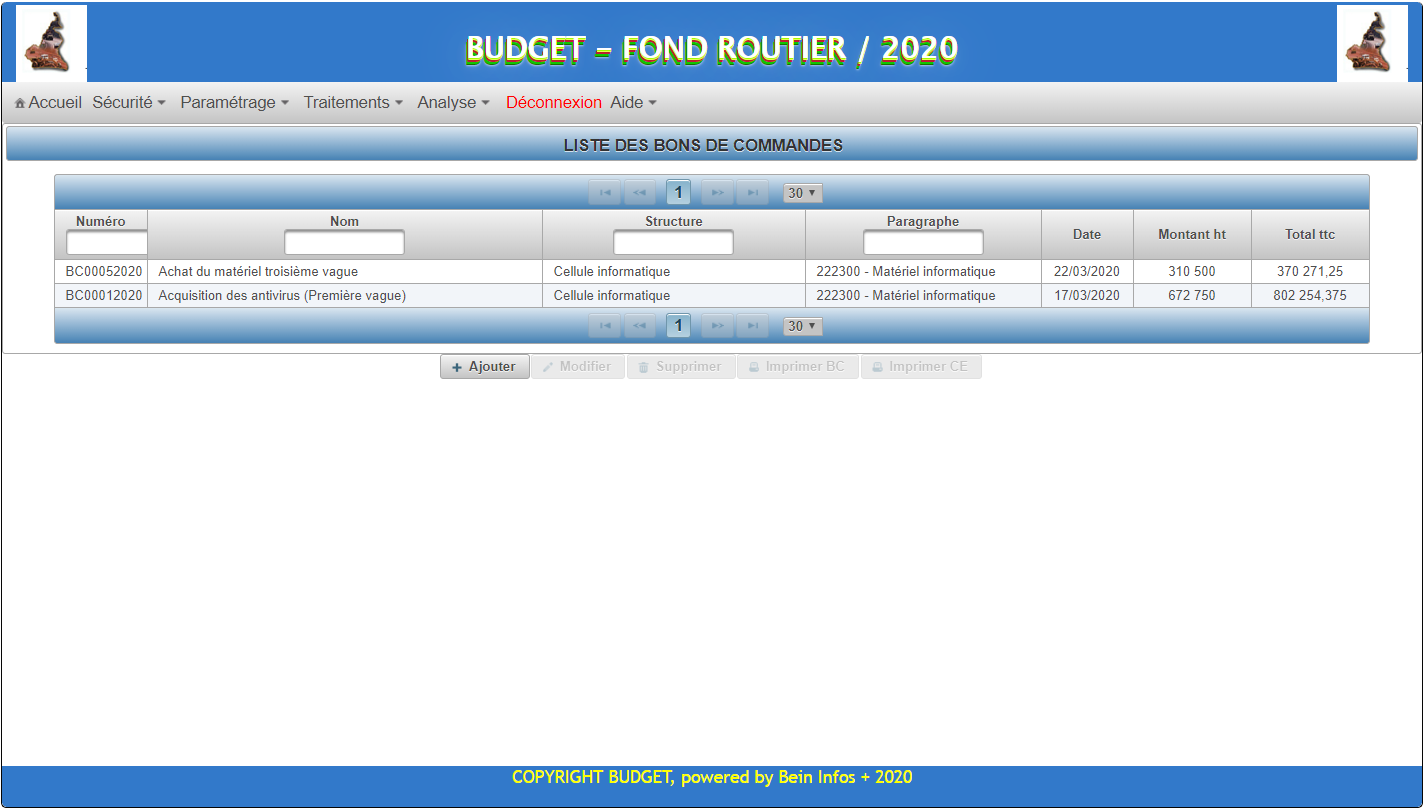 BUDGET – FOND ROUTIER / 2020
Accueil Sécurité Paramétrage Traitements Analyse Déconnexion Aide
LISTE DES BONS DE COMMANDES
1 30
Numéro Nom Structure Paragraphe Date Montant ht Total ttc
BC00052020 Achat du matériel troisième vague Cellule informatique 222300 - Matériel informatique 22/03/2020 310 500 370 271,25
BC00012020 Acquisition des antivirus (Première vague) Cellule informatique 222300 - Matériel informatique 17/03/2020 672 750 802 254,375
1 30
Ajouter Modifier Supprimer Imprimer BC Imprimer CE
COPYRIGHT BUDGET, powered by Bein Infos + 2020